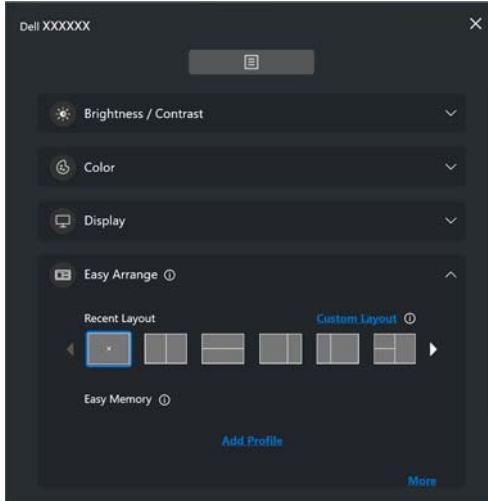 Dell XXXXXX
Brightness / Contrast
Color
Display
Easy Arrange
Recent Layout Custom Layout
Easy Memory
Add Profile
More